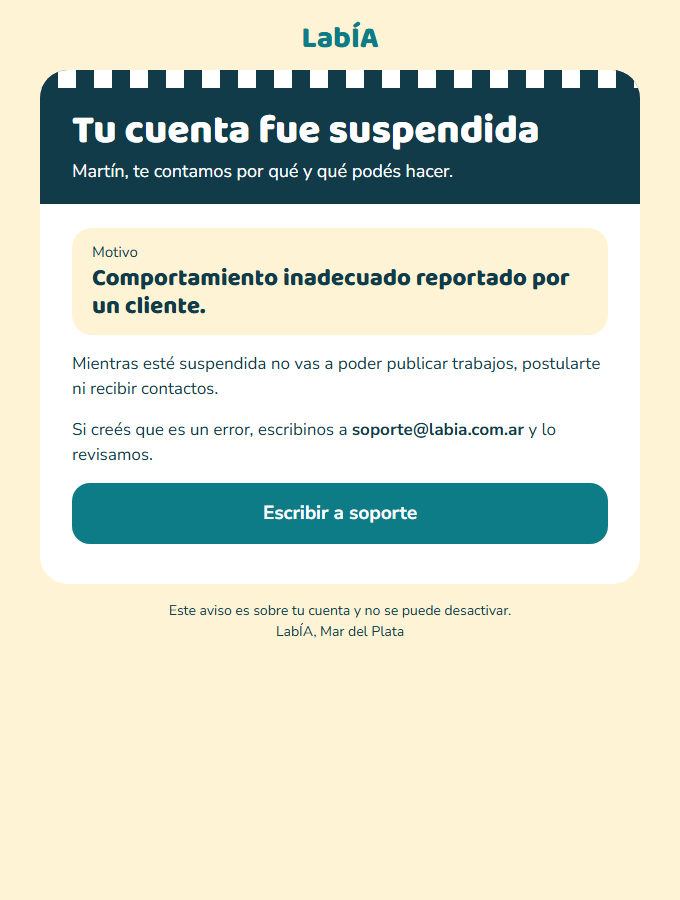 LabÍA
Tu cuenta fue suspendida
Martín, te contamos por qué y qué podés hacer.
Motivo
Comportamiento inadecuado reportado por
un cliente.
Mientras esté suspendida no vas a poder publicar trabajos, postularte
ni recibir contactos.
Si creés que es un error, escribinos a soporte@labia.com.ar y lo
revisamos.
Escribir a soporte
Este aviso es sobre tu cuenta y no se puede desactivar.
LabÍA, Mar del Plata